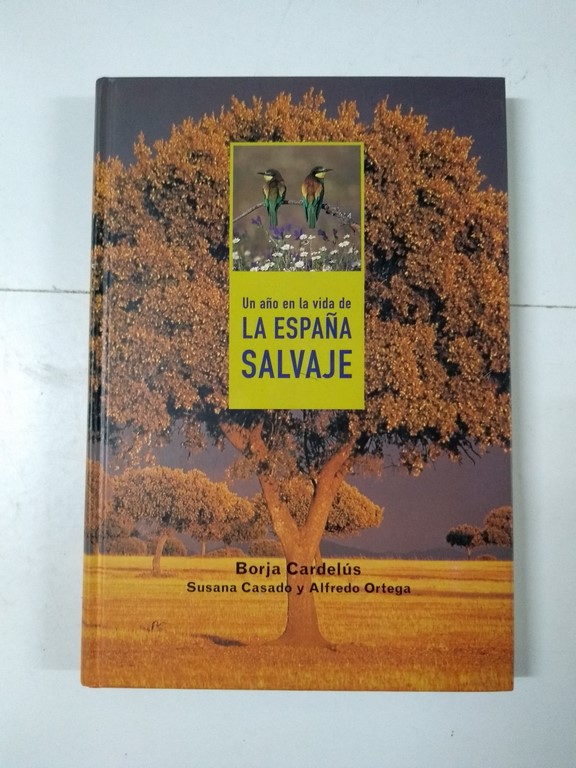 Un año en la vida de
LA ESPAÑA
SALVAJE
Borja Cardelús
Susana Casado y Alfredo Ortega